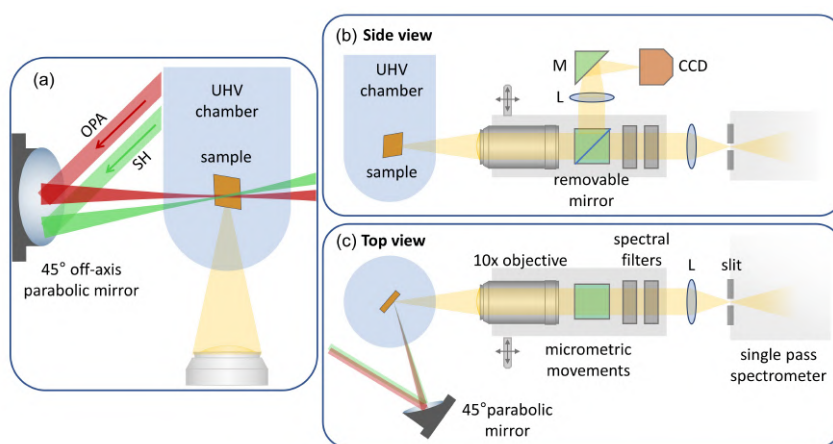 (a)
OPA
SH
UHV
chamber
sample
45° off-axis
parabolic mirror
(b) Side view
UHV
chamber
sample
M
CCD
L
removable
mirror
(c) Top view
10x objective
spectral
filters
L
slit
micrometric
movements
single pass
spectrometer
45°parabolic
mirror